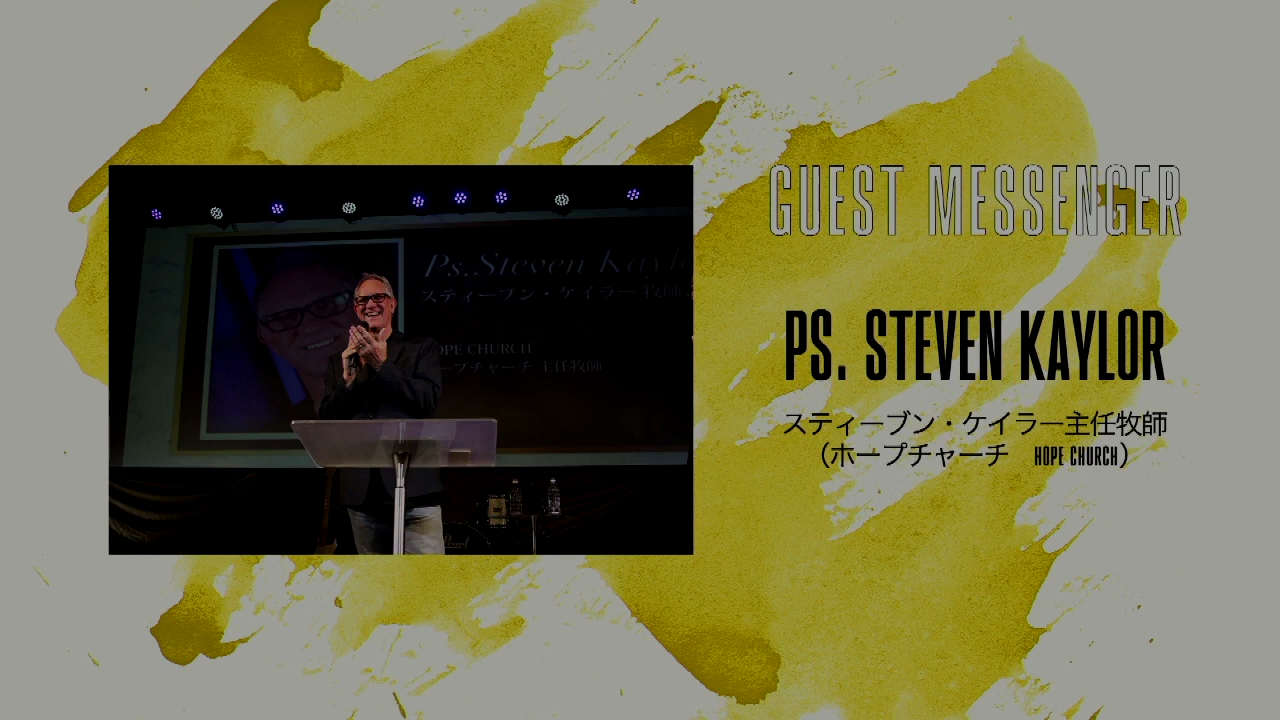 GUEST MESSENGER
PS. STEVEN KAYLOR
スティーブン・ケイラー主任牧師
(ホープチャーチ HOPE CHURCH)
Ps.Steven Kaylo
スティーブン・ケイラー牧師
HOPE CHURCH
ープチャーチ 主任牧師